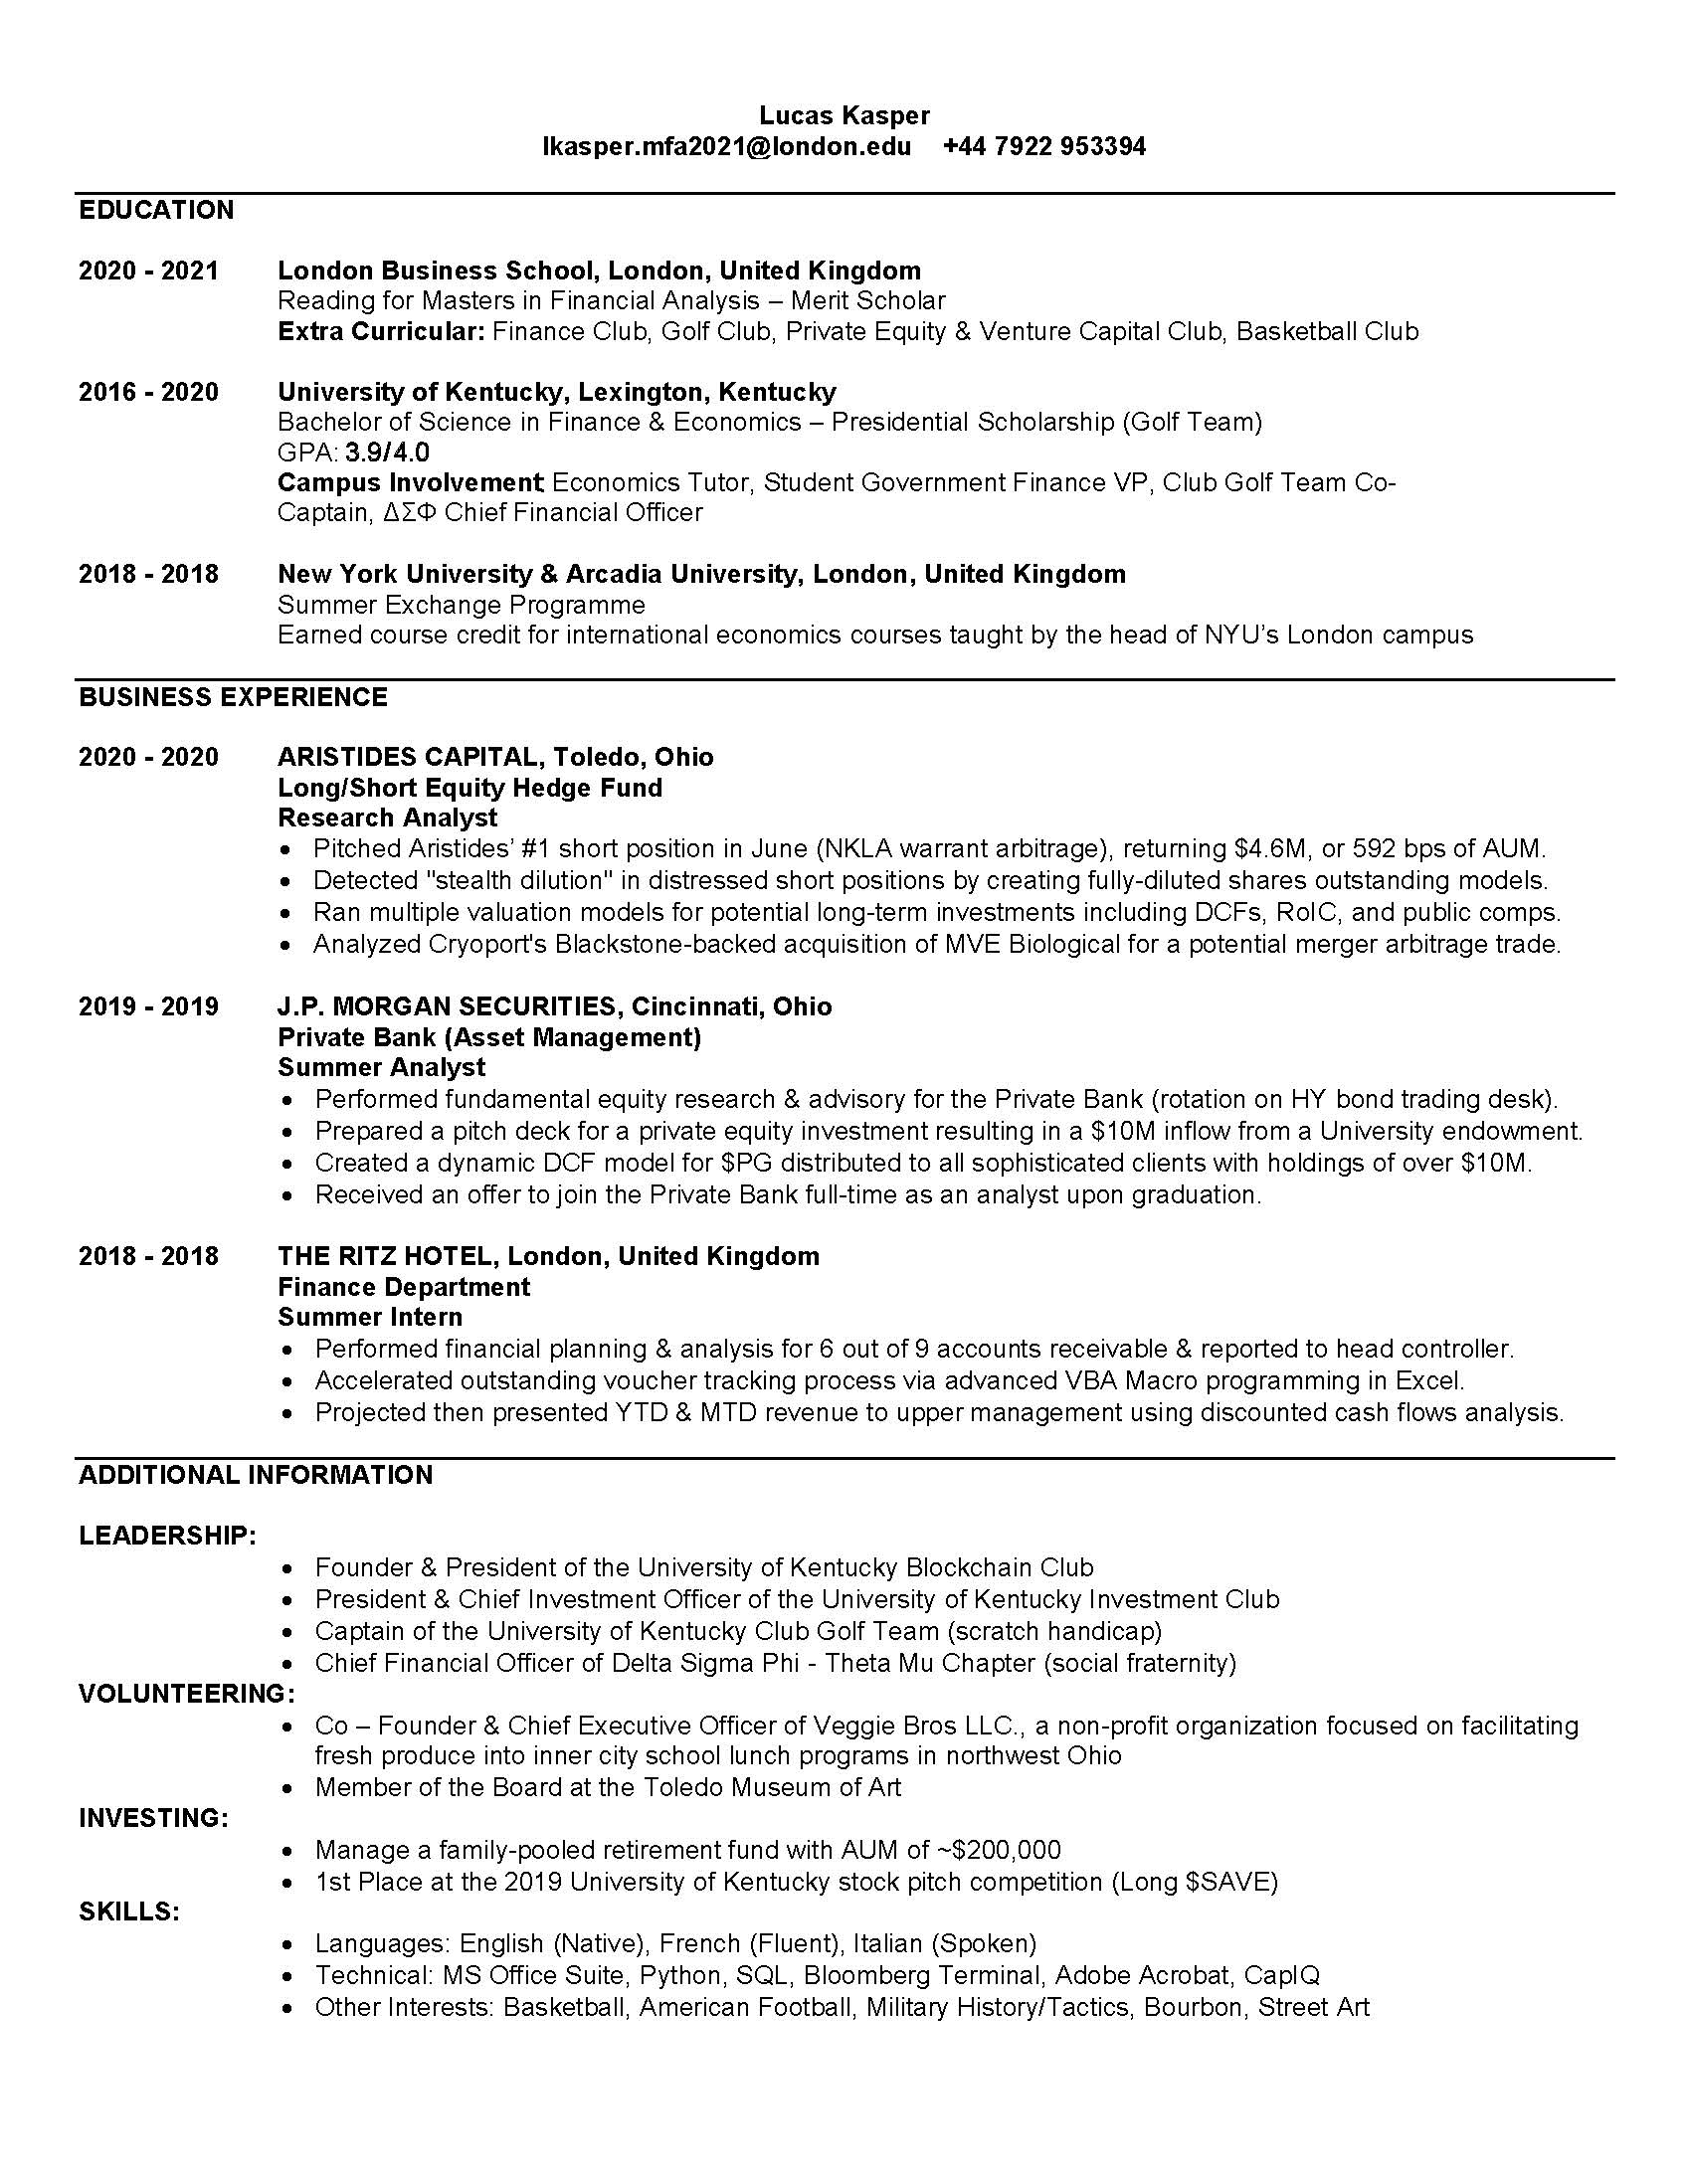 Lucas Kasper
lkasper.mfa2021@london.edu +44 7922 953394
EDUCATION
2020 - 2021 London Business School, London, United Kingdom
Reading for Masters in Financial Analysis – Merit Scholar
Extra Curricular: Finance Club, Golf Club, Private Equity & Venture Capital Club, Basketball Club
2016 - 2020 University of Kentucky, Lexington, Kentucky
Bachelor of Science in Finance & Economics – Presidential Scholarship (Golf Team)
GPA: 3.9/4.0
Campus Involvement: Economics Tutor, Student Government Finance VP, Club Golf Team Co-
Captain, ΔΣΦ Chief Financial Officer
2018 - 2018 New York University & Arcadia University, London, United Kingdom
Summer Exchange Programme
Earned course credit for international economics courses taught by the head of NYU’s London campus
BUSINESS EXPERIENCE
2020 - 2020 ARISTIDES CAPITAL, Toledo, Ohio
Long/Short Equity Hedge Fund
Research Analyst
• Pitched Aristides’ #1 short position in June (NKLA warrant arbitrage), returning $4.6M, or 592 bps of AUM.
• Detected "stealth dilution" in distressed short positions by creating fully-diluted shares outstanding models.
• Ran multiple valuation models for potential long-term investments including DCFs, RoIC, and public comps.
• Analyzed Cryoport's Blackstone-backed acquisition of MVE Biological for a potential merger arbitrage trade.
2019 - 2019 J.P. MORGAN SECURITIES, Cincinnati, Ohio
Private Bank (Asset Management)
Summer Analyst
• Performed fundamental equity research & advisory for the Private Bank (rotation on HY bond trading desk).
• Prepared a pitch deck for a private equity investment resulting in a $10M inflow from a University endowment.
• Created a dynamic DCF model for $PG distributed to all sophisticated clients with holdings of over $10M.
• Received an offer to join the Private Bank full-time as an analyst upon graduation.
2018 - 2018 THE RITZ HOTEL, London, United Kingdom
Finance Department
Summer Intern
• Performed financial planning & analysis for 6 out of 9 accounts receivable & reported to head controller.
• Accelerated outstanding voucher tracking process via advanced VBA Macro programming in Excel.
• Projected then presented YTD & MTD revenue to upper management using discounted cash flows analysis.
ADDITIONAL INFORMATION
LEADERSHIP:
• Founder & President of the University of Kentucky Blockchain Club
• President & Chief Investment Officer of the University of Kentucky Investment Club
• Captain of the University of Kentucky Club Golf Team (scratch handicap)
• Chief Financial Officer of Delta Sigma Phi - Theta Mu Chapter (social fraternity)
VOLUNTEERING:
• Co – Founder & Chief Executive Officer of Veggie Bros LLC., a non-profit organization focused on facilitating
fresh produce into inner city school lunch programs in northwest Ohio
• Member of the Board at the Toledo Museum of Art
INVESTING:
• Manage a family-pooled retirement fund with AUM of ~$200,000
• 1st Place at the 2019 University of Kentucky stock pitch competition (Long $SAVE)
SKILLS:
• Languages: English (Native), French (Fluent), Italian (Spoken)
• Technical: MS Office Suite, Python, SQL, Bloomberg Terminal, Adobe Acrobat, CapIQ
• Other Interests: Basketball, American Football, Military History/Tactics, Bourbon, Street Art